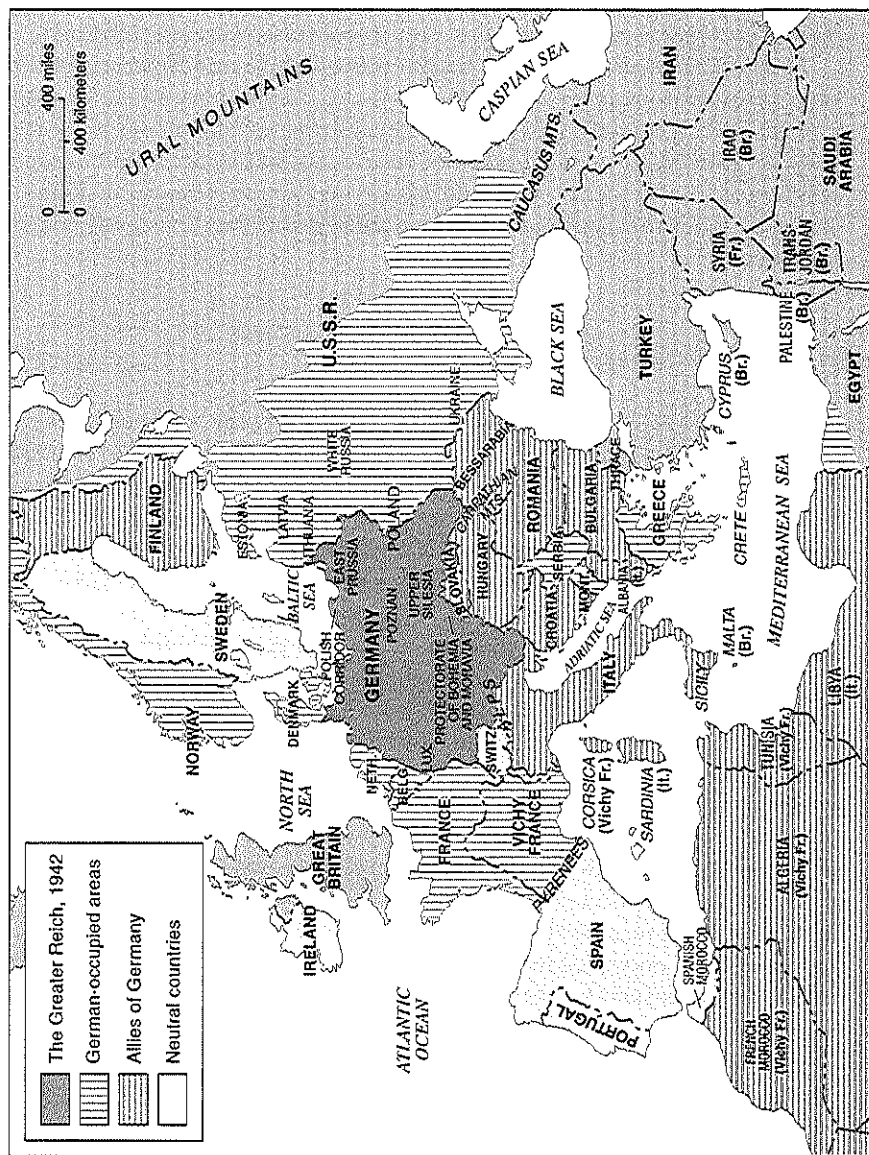 The Greater Reich, 1942
German-occupied areas
Allies of Germany
Neutral countries
400 miles
400 kilometers
0
0
URAL MOUNTAINS
CASPIAN SEA
CAUCASUS MTS.
IRAN
IRAQ
(Br.)
SAUDI
ARABIA
SYRIA
(Fr.)
TRANS-
JORDAN
(Br.)
PALESTINE
(Br.)
EGYPT
CYPRUS
(Br.)
TURKEY
BLACK SEA
U.S.S.R.
UKRAINE
WHITE
RUSSIA
FINLAND
ESTONIA
LATVIA
LITHUANIA
BALTIC
SEA
SWEDEN
NORWAY
DENMARK
NORTH
SEA
GREAT
BRITAIN
IRELAND
ATLANTIC
OCEAN
NETH.
BELG.
LUX.
GERMANY
POLISH
CORRIDOR
EAST
PRUSSIA
POZNAN
POLAND
UPPER
SILESIA
PROTECTORATE
OF BOHEMIA
AND MORAVIA
SLOVAKIA
CARPATHIAN
MTS.
BESSARABIA
HUNGARY
ROMANIA
BULGARIA
THRACE
SERBIA
CROATIA
MONT.
ALBANIA
(It.)
GREECE
CRETE
ADRIATIC SEA
ITALY
ALPS
SWITZ.
FRANCE
VICHY
FRANCE
PYRENEES
SPAIN
PORTUGAL
CORSICA
(Vichy Fr.)
SARDINIA
(It.)
SICILY
MALTA
(Br.)
MEDITERRANEAN SEA
SPANISH
MOROCCO
FRENCH
MOROCCO
(Vichy Fr.)
ALGERIA
(Vichy Fr.)
TUNISIA
(Vichy Fr.)
LIBYA
(It.)